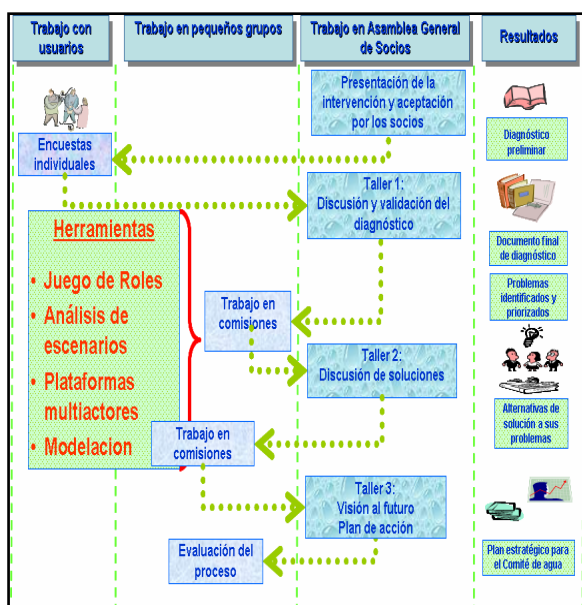 Trabajo con
usuarios
Trabajo en pequeños grupos
Trabajo en Asamblea General
de Socios
Resultados
Presentación de la
intervención y aceptación
por los socios
Encuestas
individuales
Diagnóstico
preliminar
Taller 1:
Discusión y validación del
diagnóstico
Herramientas
• Juego de Roles
• Análisis de
escenarios
• Plataformas
multiactores
• Modelacion
Documento final
de diagnóstico
Problemas
identificados y
priorizados
Trabajo en
comisiones
Taller 2:
Discusión de soluciones
Alternativas de
solución a sus
problemas
Trabajo en
comisiones
Taller 3:
Visión al futuro
Plan de acción
Evaluación del
proceso
Plan estratégico para
el Comité de agua